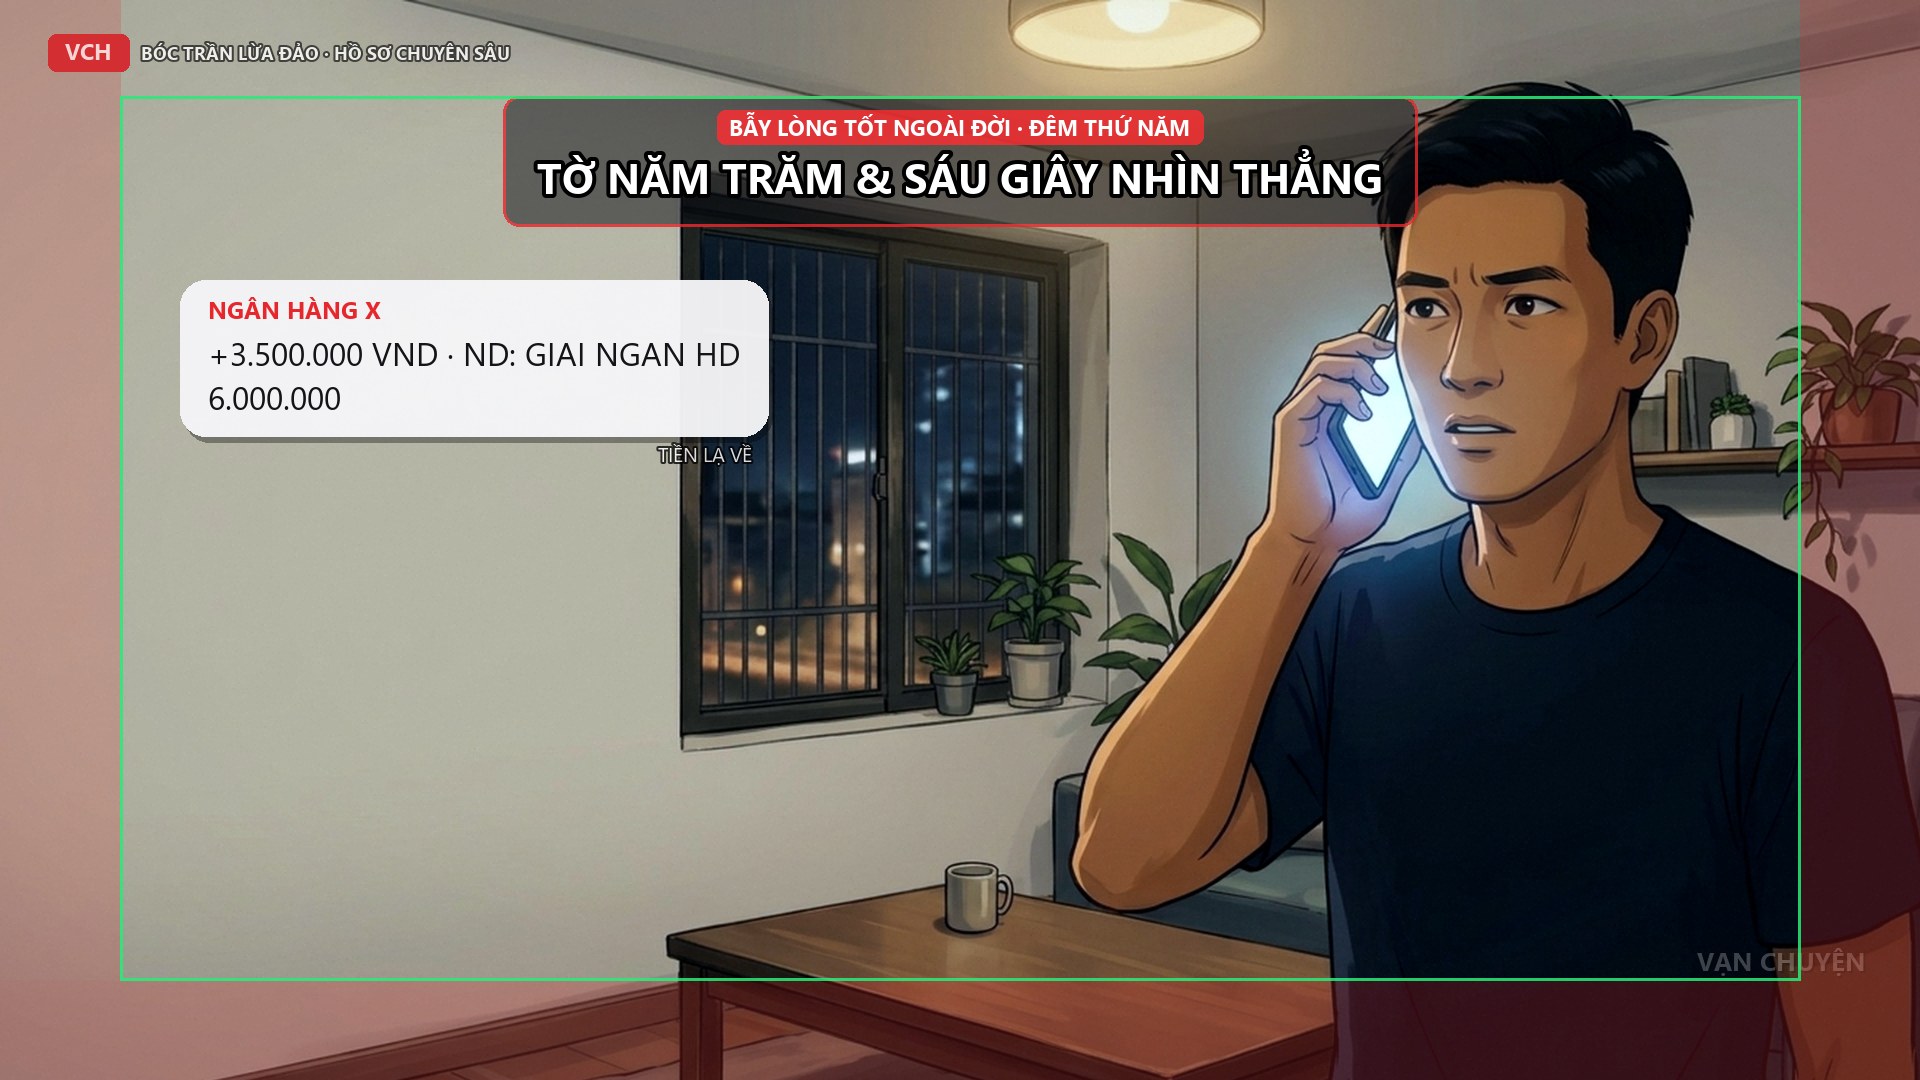 VCH BÓC TRẦN LỪA ĐẢO · HỒ SƠ CHUYÊN SÂU
BẪY LÒNG TỐT NGOÀI ĐỜI · ĐÊM THỨ NĂM
TỜ NĂM TRĂM & SÁU GIÂY NHÌN THẲNG
NGÂN HÀNG X
+3.500.000 VND · ND: GIAI NGAN HD
6.000.000
TIỀN LẠ VỀ
VẠN CHUYỆN